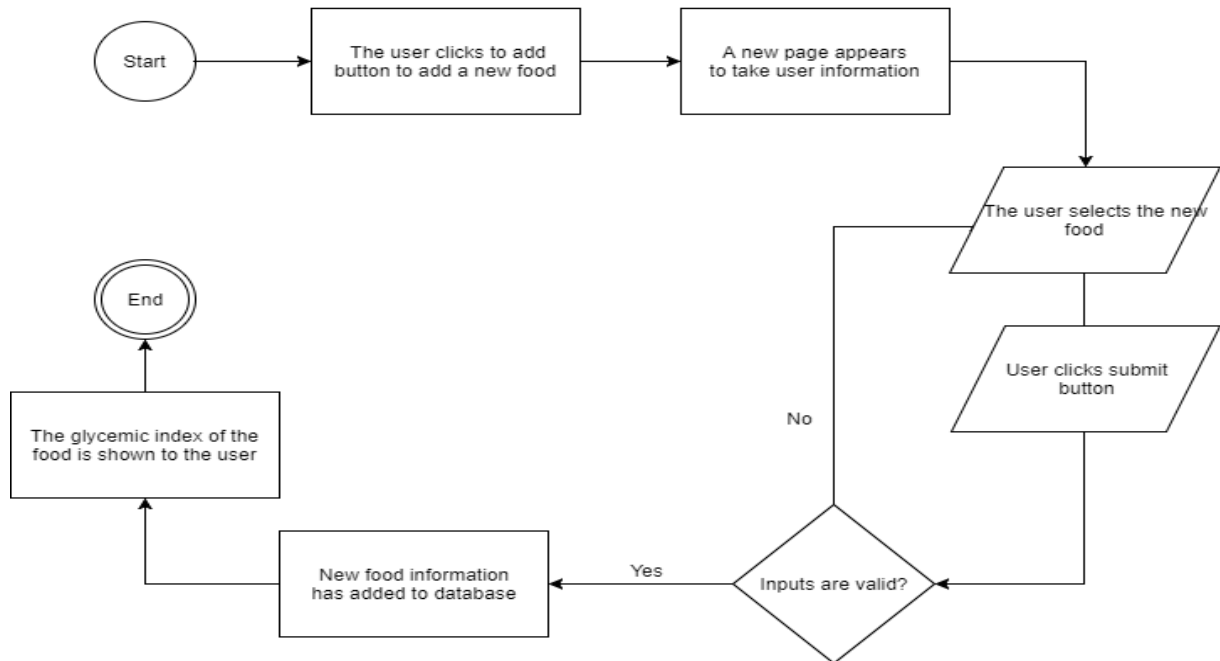 Start
The user clicks to add
button to add a new food
A new page appears
to take user information
The user selects the new
food
User clicks submit
button
Inputs are valid?
No
Yes
New food information
has added to database
The glycemic index of the
food is shown to the user
End